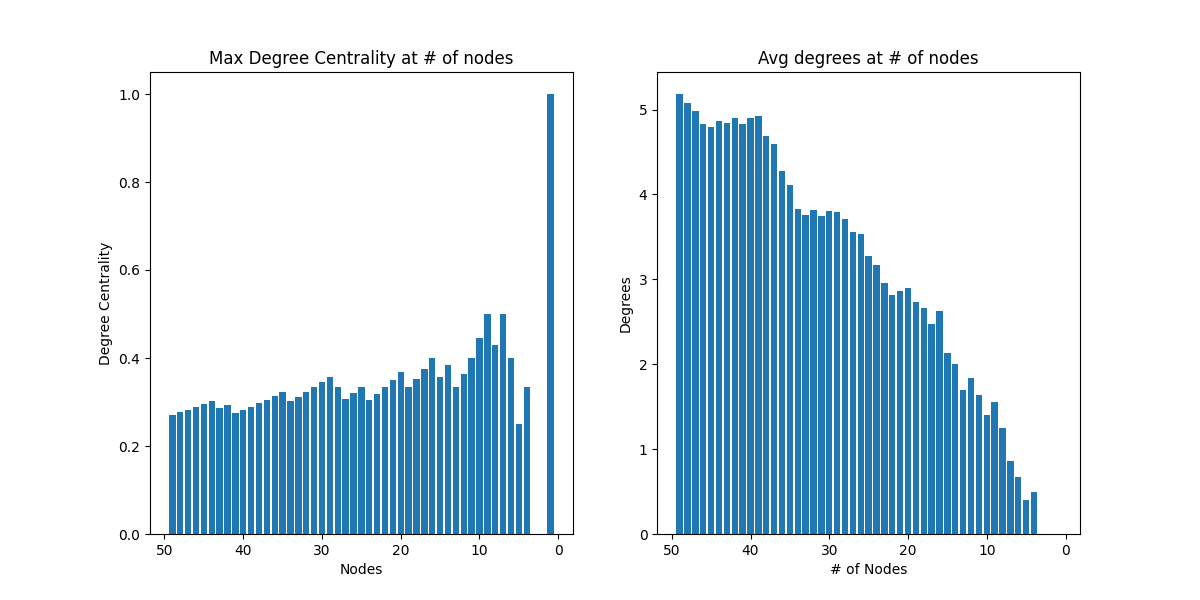 Max Degree Centrality at # of nodes
Degree Centrality
1.0
0.8
0.6
0.4
0.2
0.0
50 40 30 20 10 0
Nodes
Avg degrees at # of nodes
Degrees
5
4
3
2
1
0
50 40 30 20 10 0
# of Nodes